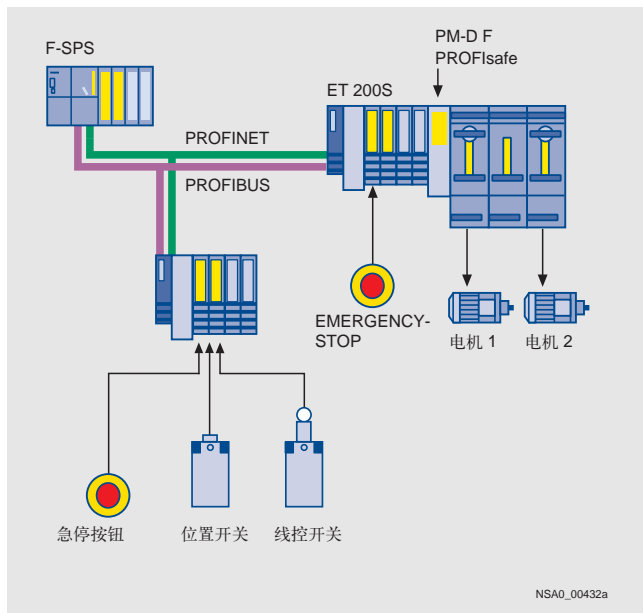 F-SPS
PM-D F
PROFIsafe
ET 200S
PROFINET
PROFIBUS
EMERGENCY-
STOP
电机 1
电机 2
急停按钮
位置开关
线控开关
NSA0_00432a